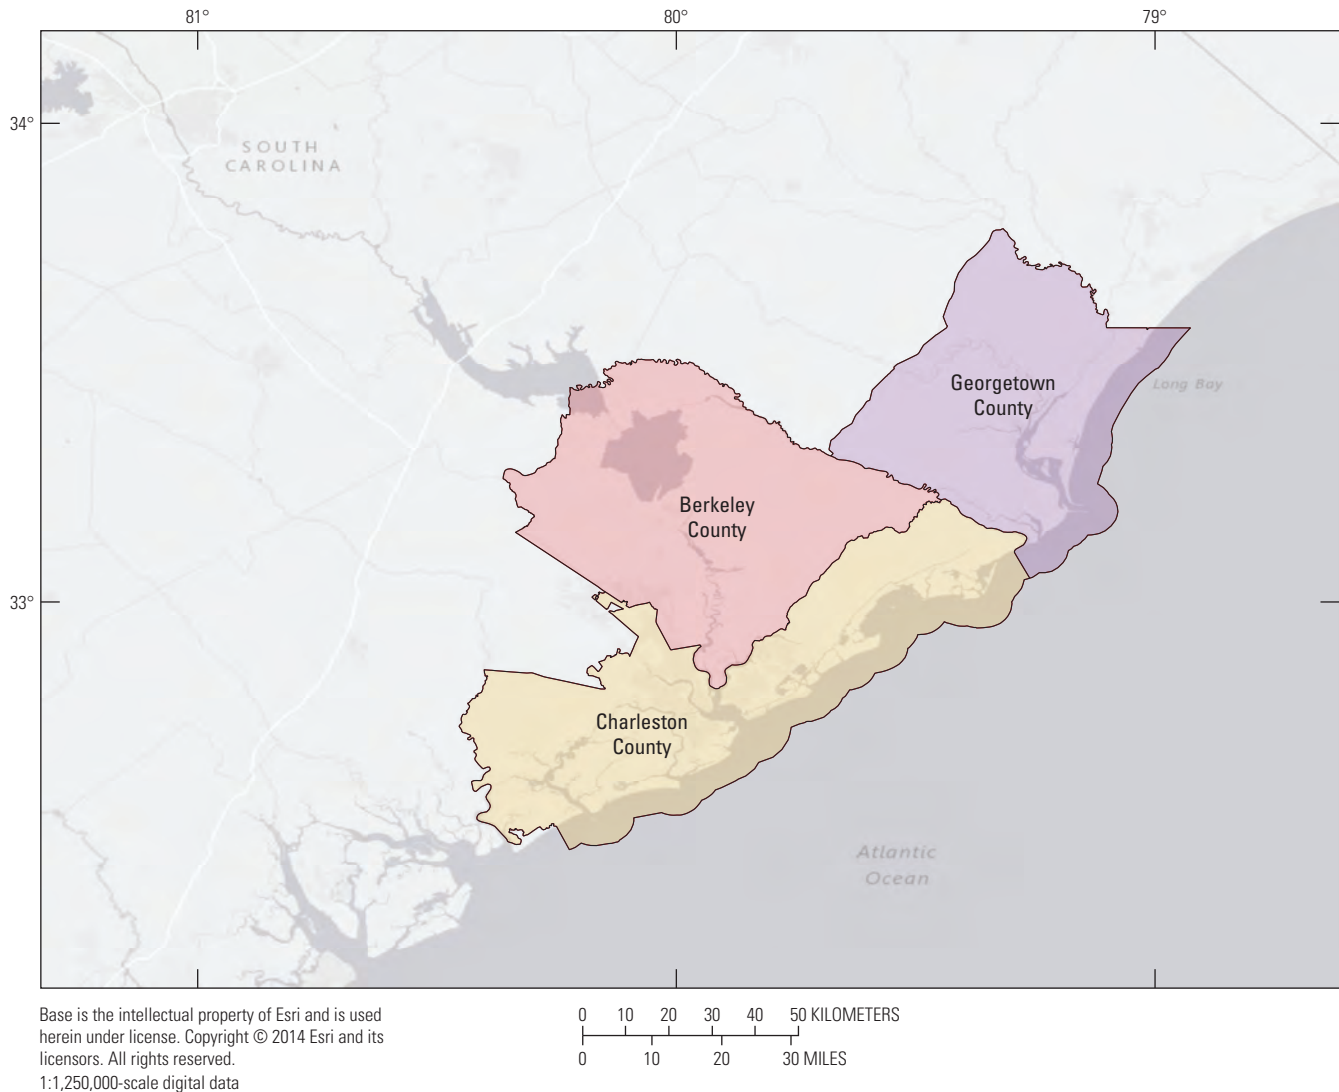 81°
80°
79°
34°
SOUTH
CAROLINA
Georgetown
County
Long Bay
Berkeley
County
33°
Charleston
County
Atlantic
Ocean
Base is the intellectual property of Esri and is used
herein under license. Copyright © 2014 Esri and its
licensors. All rights reserved.
1:1,250,000-scale digital data
0 10 20 30 40 50 KILOMETERS
0 10 20 30 MILES